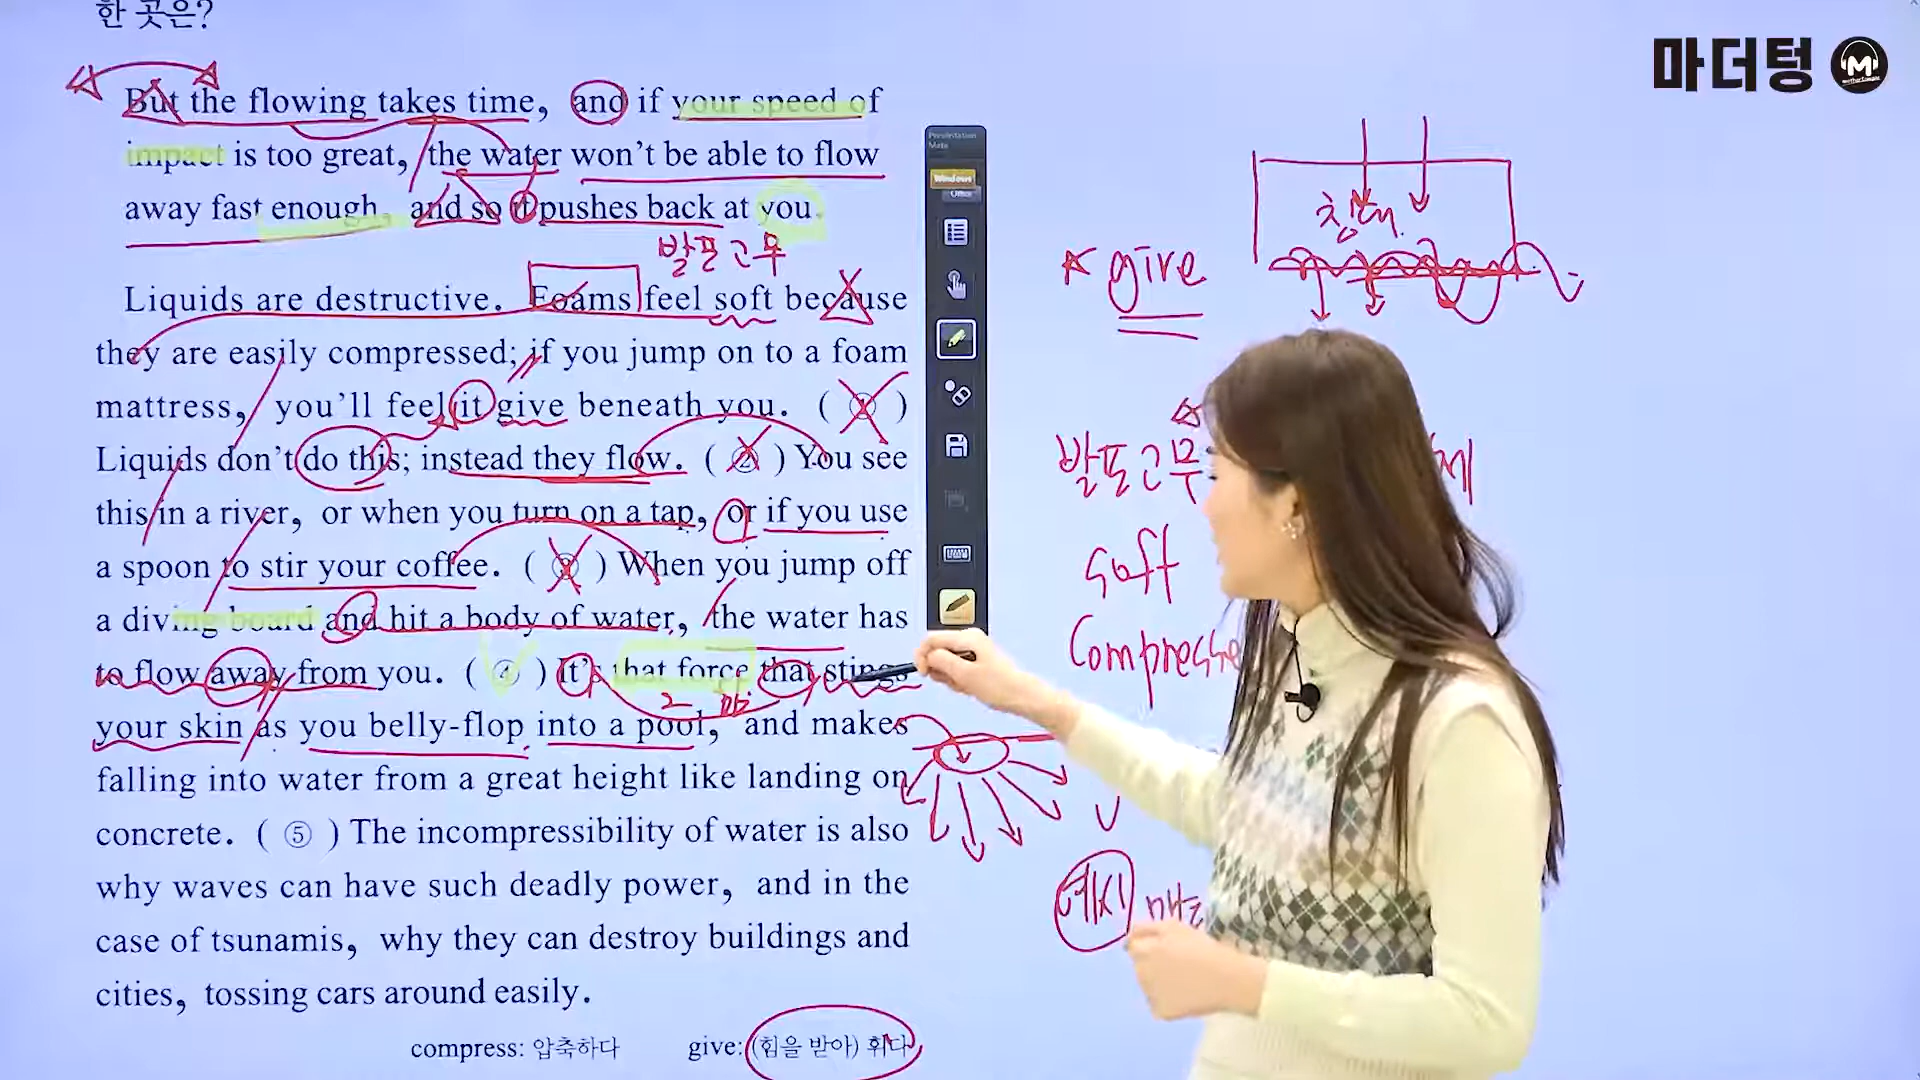 한 곳은?
마더텅
But the flowing takes time, and if your speed of
impact is too great, the water won't be able to flow
away fast enough, and so it pushes back at you.
발포고무
Liquids are destructive. Foams feel soft because
they are easily compressed; if you jump on to a foam
mattress, you'll feel it give beneath you. ( ① )
Liquids don't do this; instead they flow. ( ② ) You see
this in a river, or when you turn on a tap, or if you use
a spoon to stir your coffee. ( ③ ) When you jump off
a diving board and hit a body of water, the water has
to flow away from you. ( ④ ) It's that force that stings
your skin as you belly-flop into a pool, and makes
falling into water from a great height like landing on
concrete. ( ⑤ ) The incompressibility of water is also
why waves can have such deadly power, and in the
case of tsunamis, why they can destroy buildings and
cities, tossing cars around easily.
compress: 압축하다 give: (힘을 받아) 휘다
Presentation
Mate
Windows
Office
침대
give
발포고무
soft
Compresse
예시